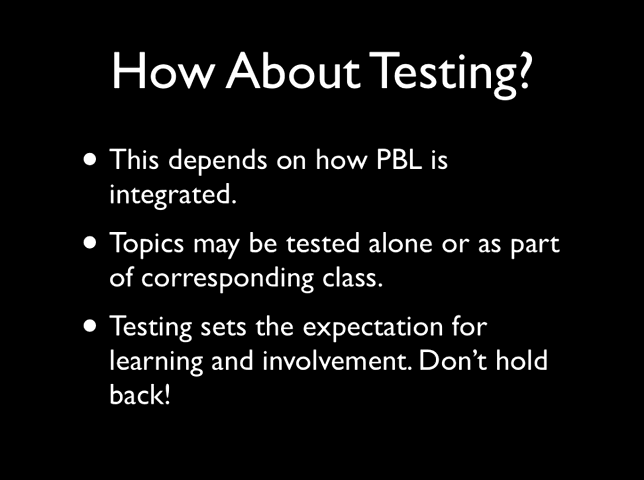 How About Testing?
• This depends on how PBL is
integrated.
• Topics may be tested alone or as part
of corresponding class.
• Testing sets the expectation for
learning and involvement. Don't hold
back!